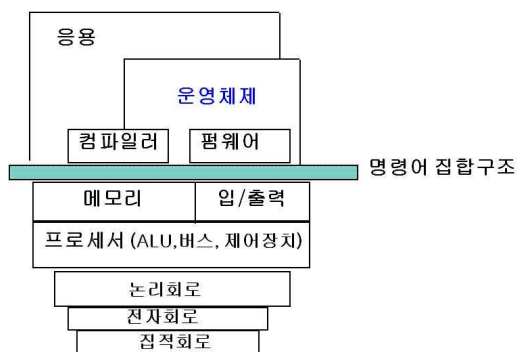 응용
운영체제
컴파일러
펌웨어
명령어 집합구조
메모리
입/출력
프로세서 (ALU,버스, 제어장치)
논리회로
전자회로
집적회로